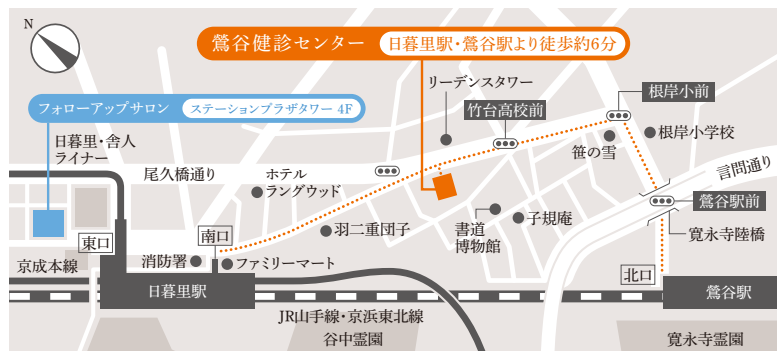 N
鶯谷健診センター 日暮里駅・鶯谷駅より徒歩約6分
フォローアップサロン ステーションプラザタワー 4F
リーデンスタワー
竹台高校前
根岸小前
根岸小学校
笹の雪
日暮里・舎人
ライナー
尾久橋通り
ホテル
ラングウッド
言問通り
鶯谷駅前
寛永寺陸橋
子規庵
書道
博物館
羽二重団子
南口
東口
消防署
ファミリーマート
京成本線
北口
日暮里駅
鶯谷駅
JR山手線・京浜東北線
谷中霊園
寛永寺霊園